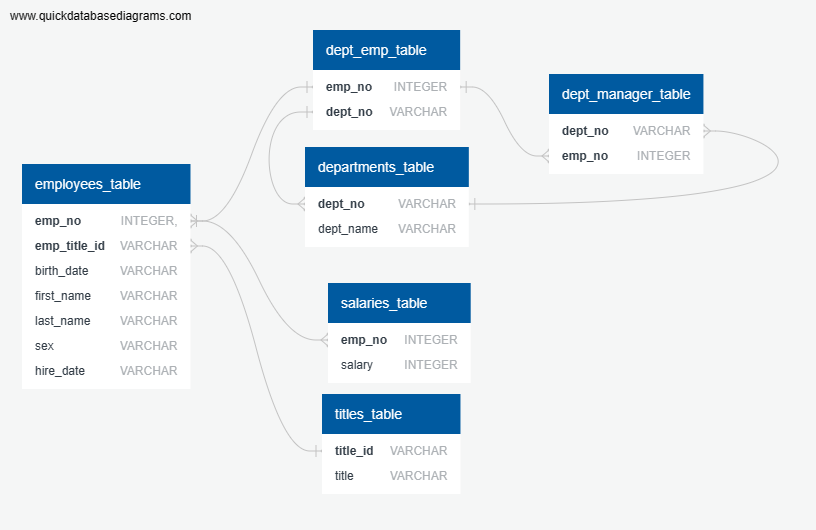 www.quickdatabasediagrams.com
dept_emp_table
emp_no INTEGER
dept_no VARCHAR
dept_manager_table
dept_no VARCHAR
emp_no INTEGER
departments_table
dept_no VARCHAR
dept_name VARCHAR
employees_table
emp_no INTEGER,
emp_title_id VARCHAR
birth_date VARCHAR
first_name VARCHAR
last_name VARCHAR
sex VARCHAR
hire_date VARCHAR
salaries_table
emp_no INTEGER
salary INTEGER
titles_table
title_id VARCHAR
title VARCHAR